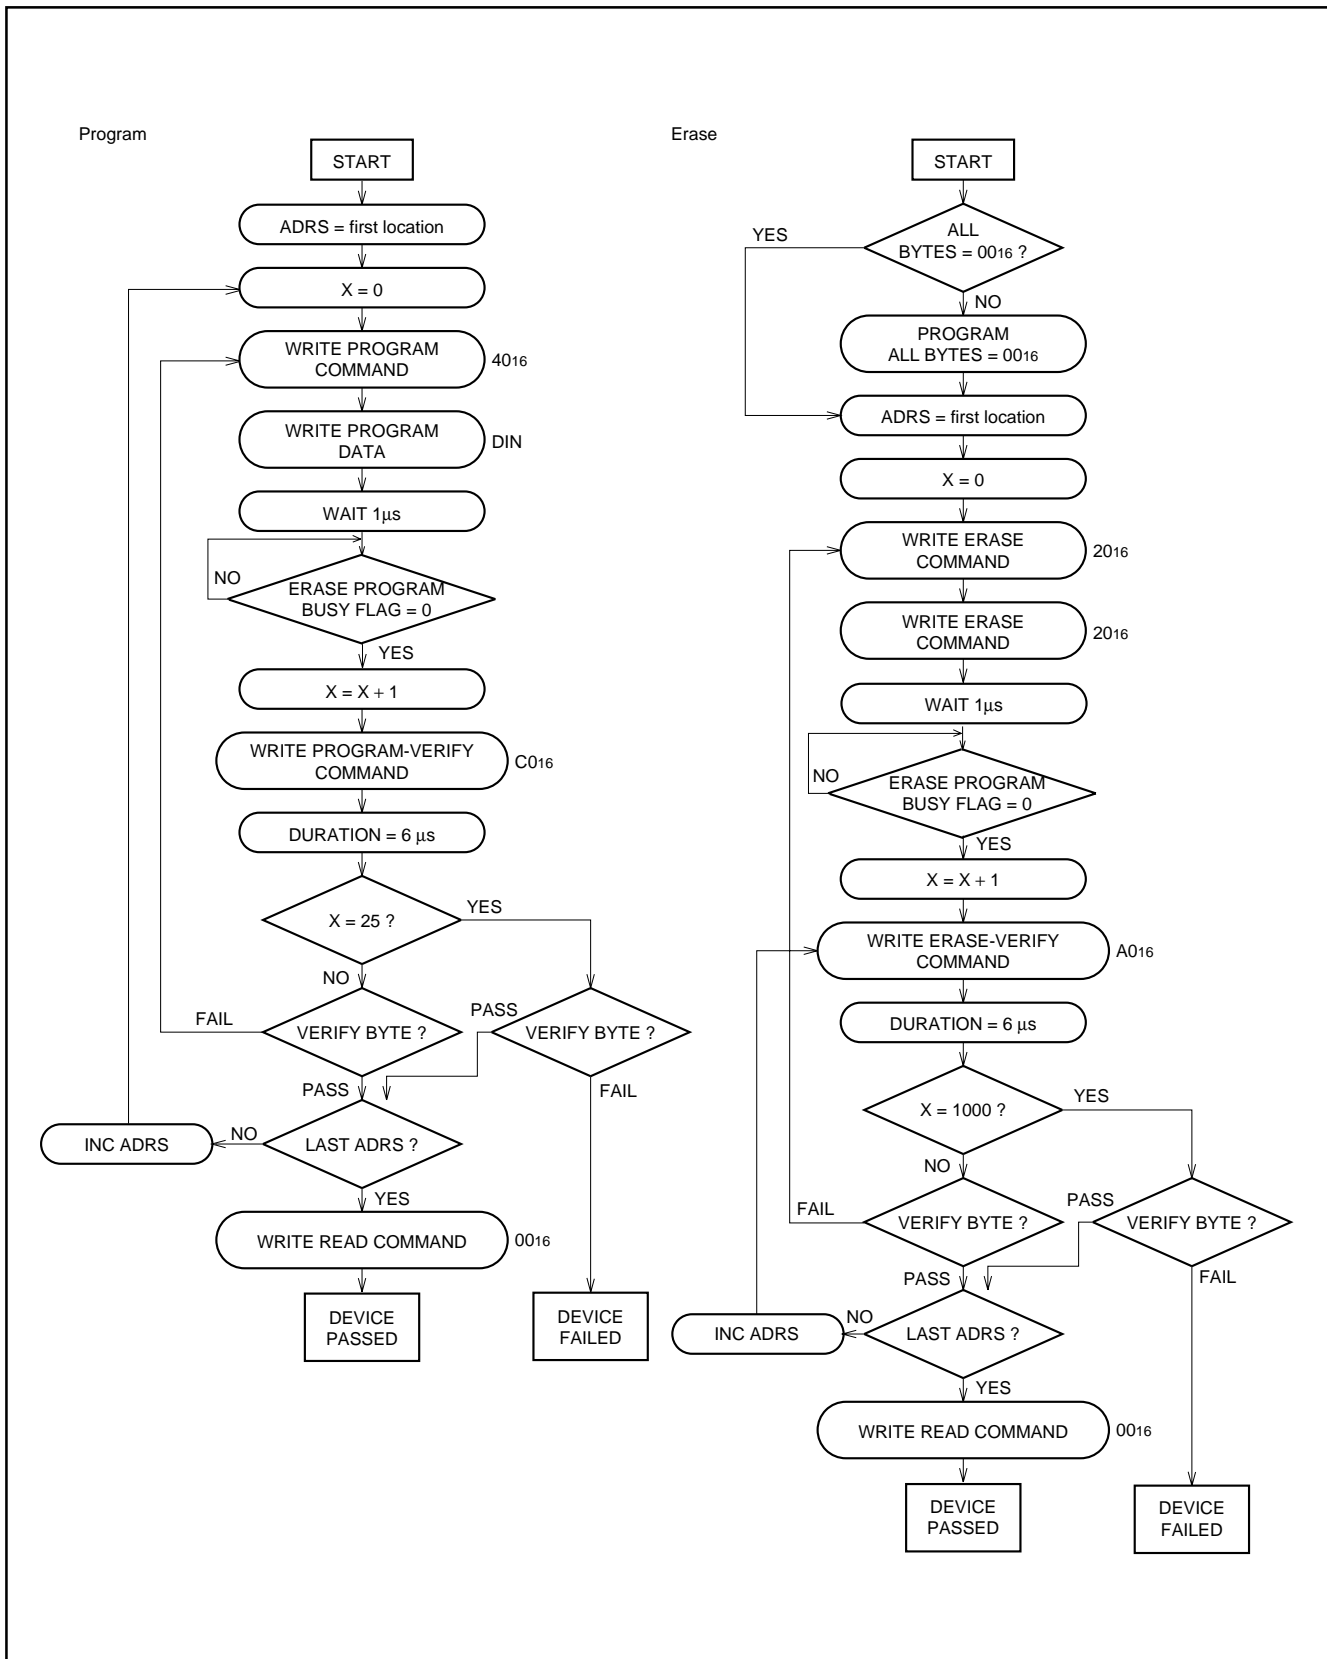 Program
START
ADRS = first location
X = 0
WRITE PROGRAM
COMMAND
4016
WRITE PROGRAM
DATA
DIN
WAIT 1µs
NO
ERASE PROGRAM
BUSY FLAG = 0
YES
X = X + 1
WRITE PROGRAM-VERIFY
COMMAND
C016
DURATION = 6 µs
X = 25 ?
YES
NO
FAIL
VERIFY BYTE ?
PASS
VERIFY BYTE ?
PASS
FAIL
INC ADRS
NO
LAST ADRS ?
YES
WRITE READ COMMAND
0016
DEVICE
PASSED
DEVICE
FAILED
Erase
START
YES
ALL
BYTES = 0016 ?
NO
PROGRAM
ALL BYTES = 0016
ADRS = first location
X = 0
WRITE ERASE
COMMAND
2016
WRITE ERASE
COMMAND
2016
WAIT 1µs
NO
ERASE PROGRAM
BUSY FLAG = 0
YES
X = X + 1
WRITE ERASE-VERIFY
COMMAND
A016
DURATION = 6 µs
X = 1000 ?
YES
NO
FAIL
VERIFY BYTE ?
PASS
VERIFY BYTE ?
PASS
FAIL
INC ADRS
NO
LAST ADRS ?
YES
WRITE READ COMMAND
0016
DEVICE
PASSED
DEVICE
FAILED